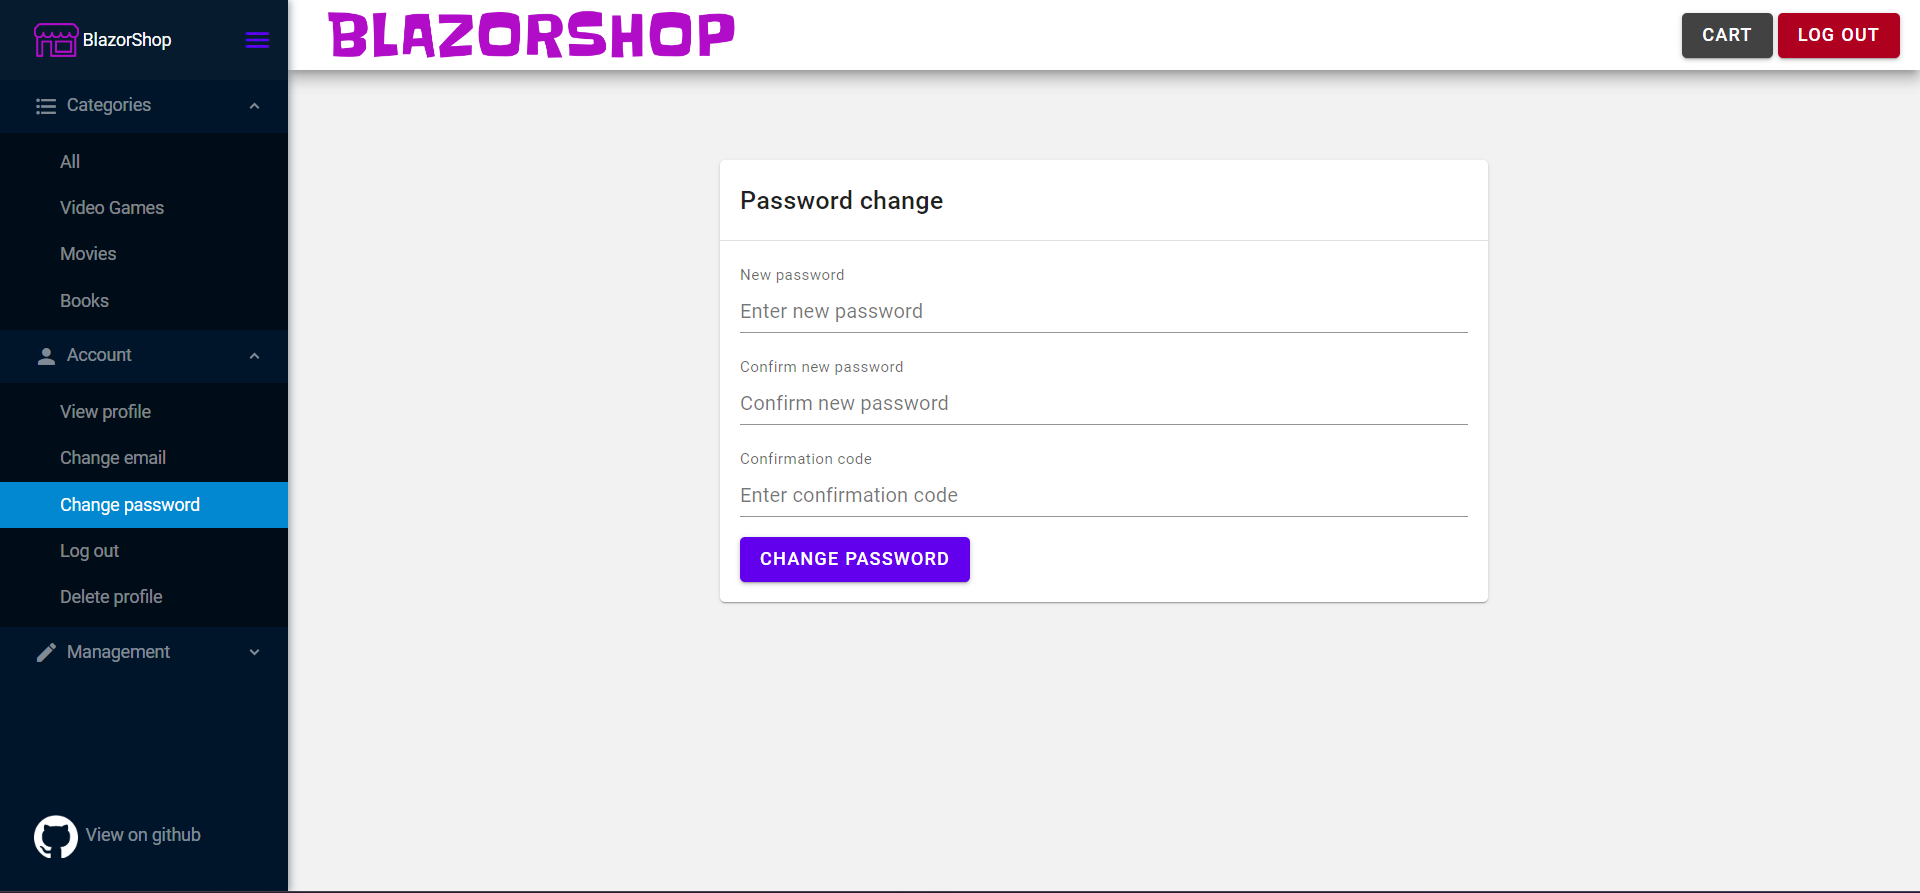 BlazorShop
BLAZORSHOP
CART
LOG OUT
Categories
All
Video Games
Movies
Books
Account
View profile
Change email
Change password
Log out
Delete profile
Management
View on github
Password change
New password
Enter new password
Confirm new password
Confirm new password
Confirmation code
Enter confirmation code
CHANGE PASSWORD